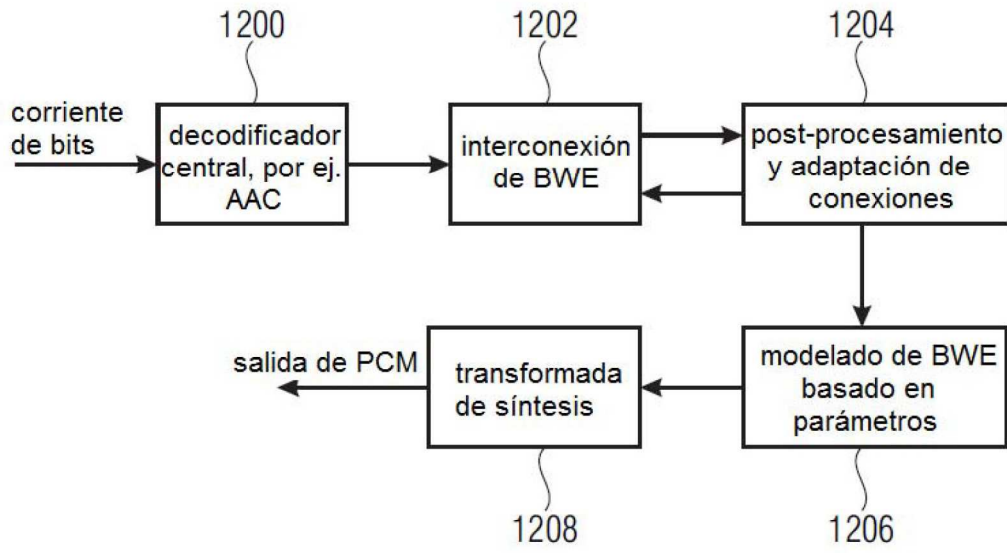 1200
1202
1204
corriente
de bits
decodificador
central, por ej.
AAC
interconexión
de BWE
post-procesamiento
y adaptación de
conexiones
salida de PCM
transformada
de síntesis
modelado de BWE
basado en
parámetros
1208
1206